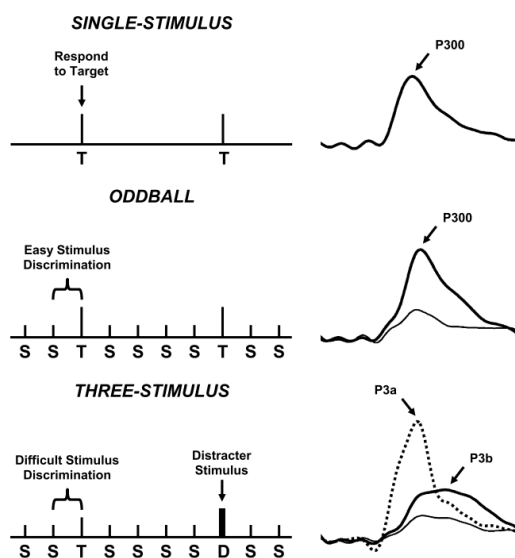 SINGLE-STIMULUS
Respond
to Target
P300
T T
ODDBALL
Easy Stimulus
Discrimination
P300
S S T S S S S T S S
THREE-STIMULUS
P3a
Difficult Stimulus
Discrimination
Distracter
Stimulus
P3b
S S T S S S S D S S